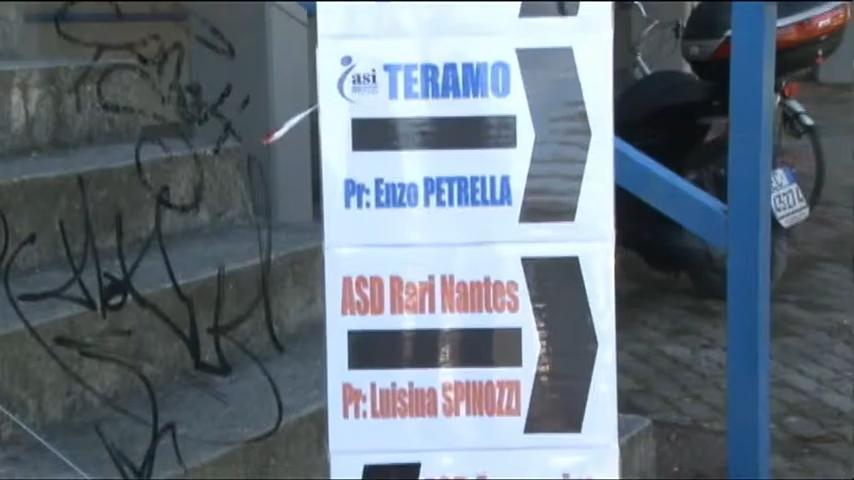 asi TERAMO
Pr: Enzo PETRELLA
ASD Rari Nantes
Pr: Luisina SPINOZZI